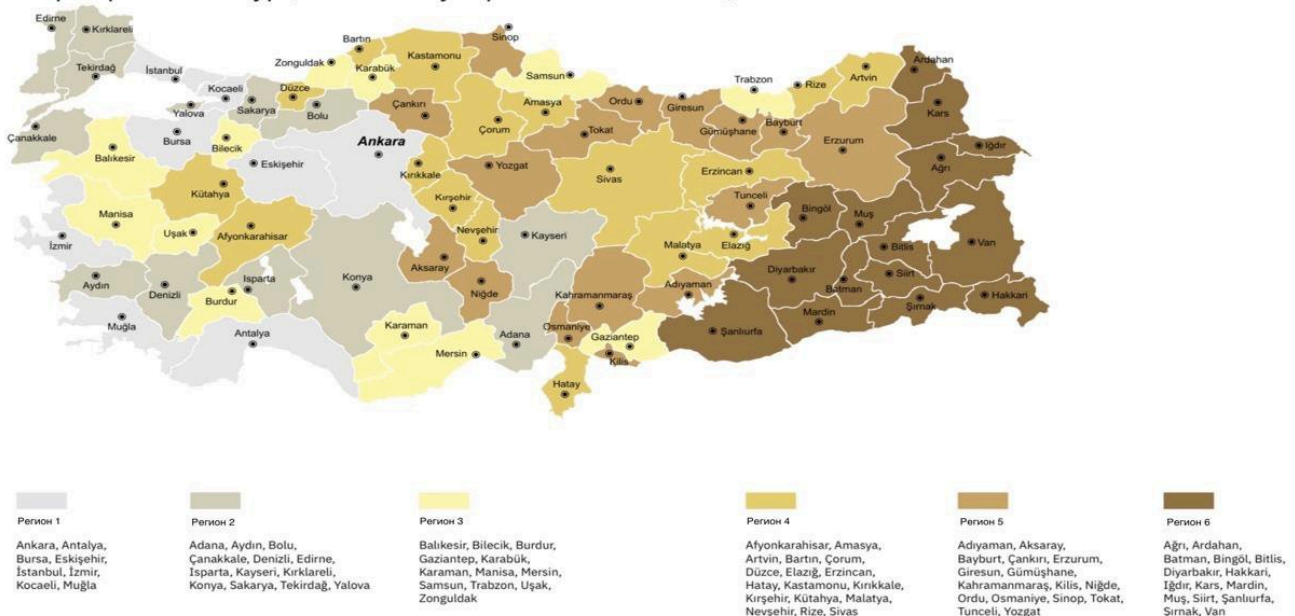 Edirne
Kırklareli
Tekirdağ
İstanbul
Kocaeli
Yalova
Sakarya
Düzce
Bolu
Zonguldak
Bartın
Karabük
Kastamonu
Sinop
Samsun
Çankırı
Çorum
Amasya
Ordu
Giresun
Tokat
Trabzon
Rize
Artvin
Ardahan
Kars
Gümüşhane
Bayburt
Erzurum
Iğdır
Ağrı
Çanakkale
Balıkesir
Bursa
Bilecik
Eskişehir
Ankara
Kırıkkale
Yozgat
Sivas
Erzincan
Tunceli
Bingöl
Muş
Bitlis
Van
Kütahya
Manisa
Uşak
Afyonkarahisar
Kırşehir
Nevşehir
Kayseri
Malatya
Elazığ
Diyarbakır
Batman
Siirt
Şırnak
Hakkari
İzmir
Aydın
Denizli
Burdur
Isparta
Konya
Aksaray
Niğde
Kahramanmaraş
Adıyaman
Şanlıurfa
Mardin
Muğla
Antalya
Karaman
Mersin
Adana
Osmaniye
Gaziantep
Kilis
Hatay
Регион 1
Ankara, Antalya,
Bursa, Eskişehir,
İstanbul, İzmir,
Kocaeli, Muğla
Регион 2
Adana, Aydın, Bolu,
Çanakkale, Denizli, Edirne,
Isparta, Kayseri, Kırklareli,
Konya, Sakarya, Tekirdağ, Yalova
Регион 3
Balıkesir, Bilecik, Burdur,
Gaziantep, Karabük,
Karaman, Manisa, Mersin,
Samsun, Trabzon, Uşak,
Zonguldak
Регион 4
Afyonkarahisar, Amasya,
Artvin, Bartın, Çorum,
Düzce, Elazığ, Erzincan,
Hatay, Kastamonu, Kırıkkale,
Kırşehir, Kütahya, Malatya,
Nevşehir, Rize, Sivas
Регион 5
Adıyaman, Aksaray,
Bayburt, Çankırı, Erzurum,
Giresun, Gümüşhane,
Kahramanmaraş, Kilis, Niğde,
Ordu, Osmaniye, Sinop, Tokat,
Tunceli, Yozgat
Регион 6
Ağrı, Ardahan,
Batman, Bingöl, Bitlis,
Diyarbakır, Hakkari,
Iğdır, Kars, Mardin,
Muş, Siirt, Şanlıurfa,
Şırnak, Van